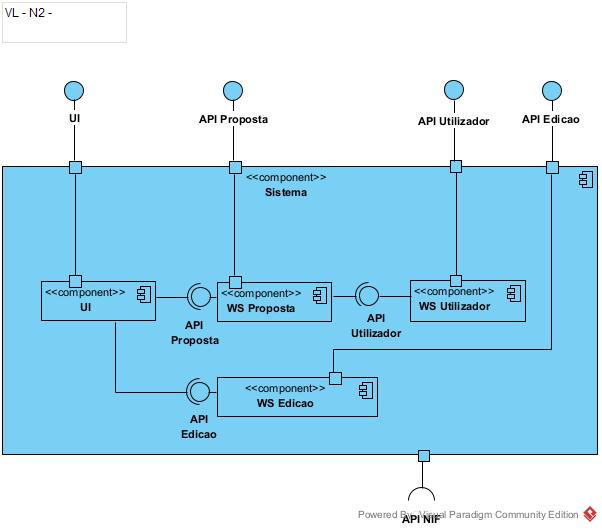 VL - N2 -
UI
API Proposta
API Utilizador
API Edicao
<<component>>
Sistema
<<component>>
UI
API
Proposta
<<component>>
WS Proposta
API
Utilizador
<<component>>
WS Utilizador
API
Edicao
<<component>>
WS Edicao
API NIF
Powered By Visual Paradigm Community Edition